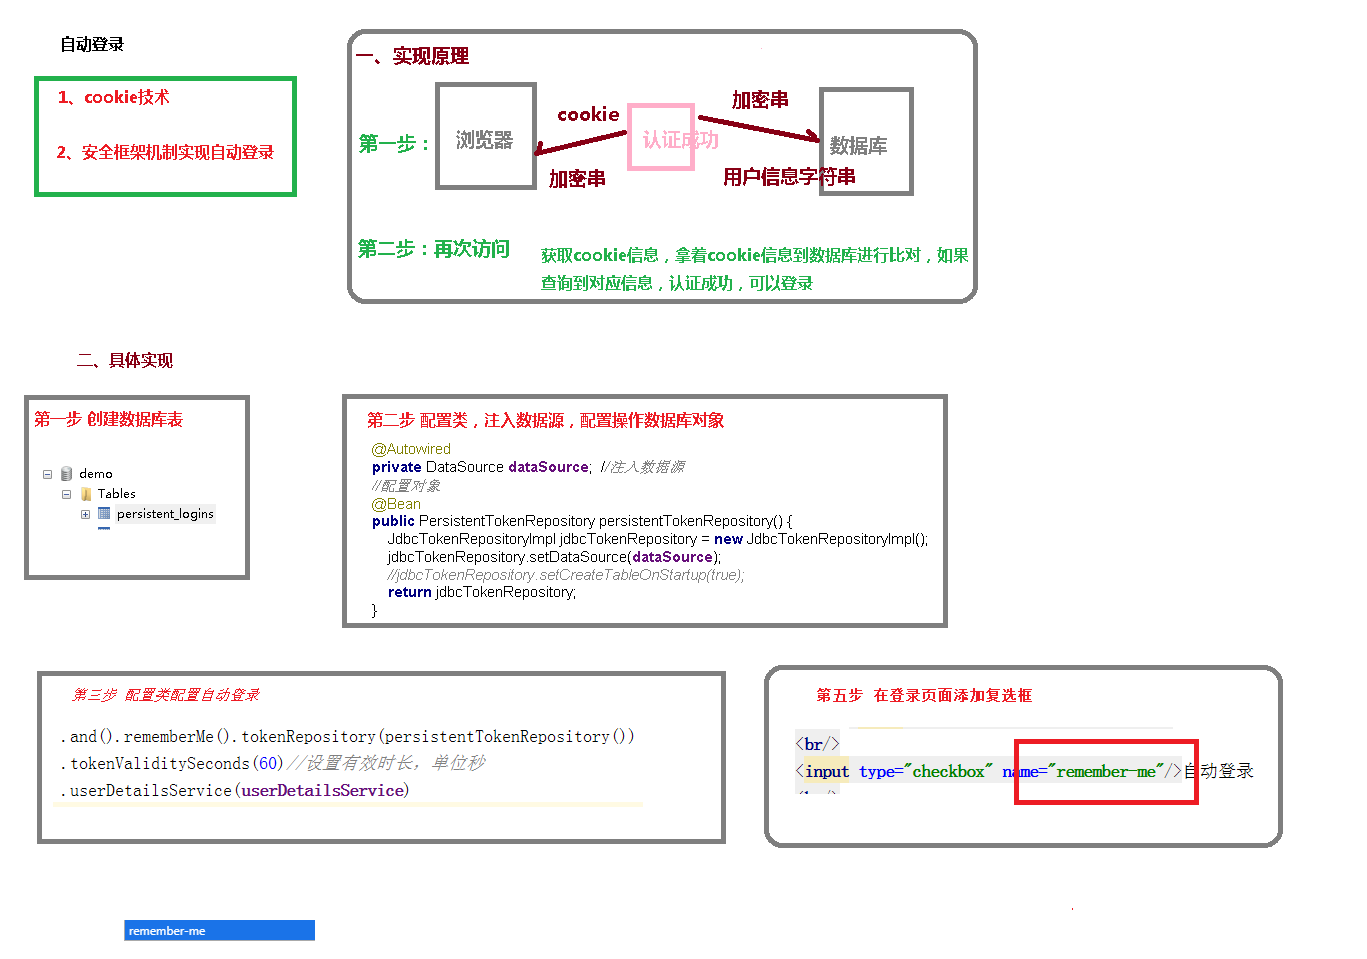 自动登录
1、cookie技术
2、安全框架机制实现自动登录
一、实现原理
第一步：
浏览器
cookie
加密串
认证成功
加密串
用户信息字符串
数据库
第二步：再次访问
获取cookie信息，拿着cookie信息到数据库进行比对，如果
查询到对应信息，认证成功，可以登录
二、具体实现
第一步 创建数据库表
demo
Tables
persistent_logins
第二步 配置类，注入数据源，配置操作数据库对象
@Autowired
private DataSource dataSource; //注入数据源
//配置对象
@Bean
public PersistentTokenRepository persistentTokenRepository() {
JdbcTokenRepositoryImpl jdbcTokenRepository = new JdbcTokenRepositoryImpl();
jdbcTokenRepository.setDataSource(dataSource);
//jdbcTokenRepository.setCreateTableOnStartup(true);
return jdbcTokenRepository;
}
第三步 配置类配置自动登录
.and().rememberMe().tokenRepository(persistentTokenRepository())
.tokenValiditySeconds(60)//设置有效时长，单位秒
.userDetailsService(userDetailsService)
第五步 在登录页面添加复选框
<br/>
<input type="checkbox" name="remember-me"/>自动登录
remember-me